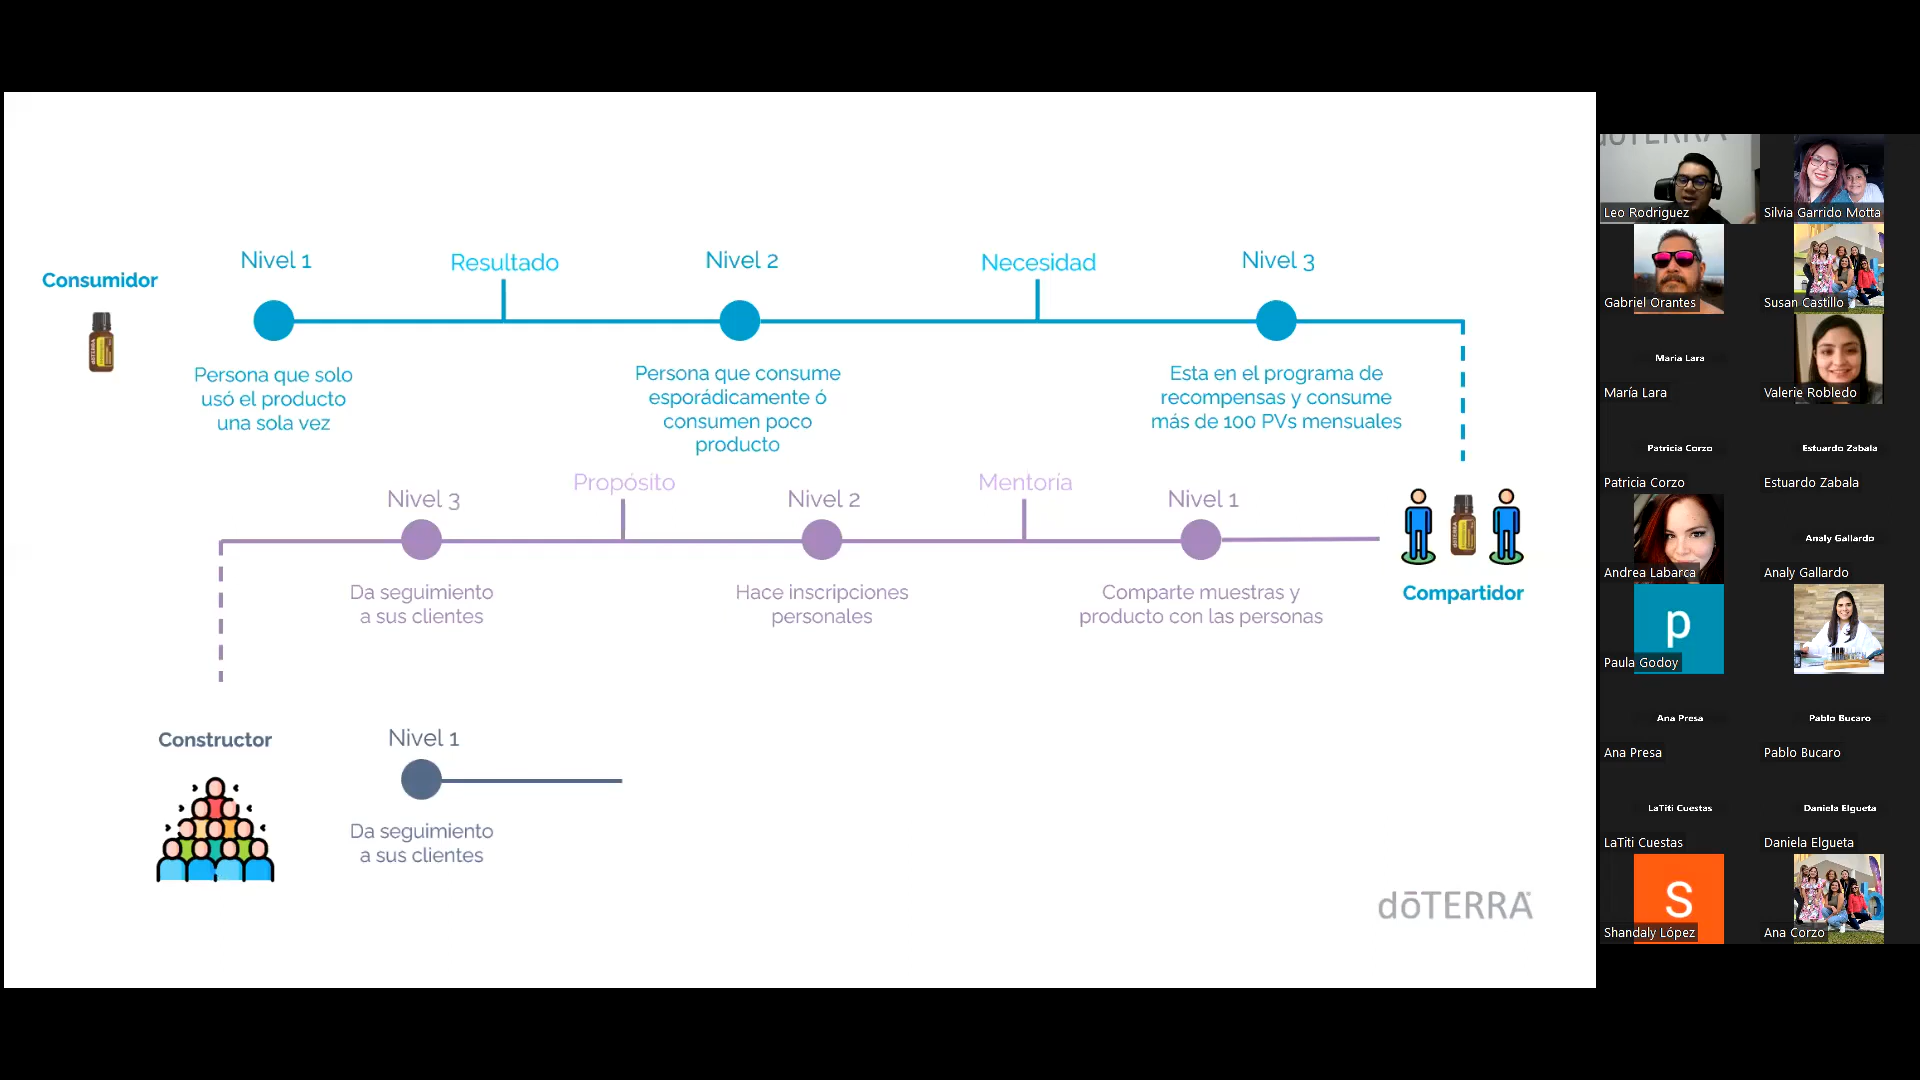 Nivel 1
Resultado
Nivel 2
Necesidad
Nivel 3
Consumidor
Persona que solo
usó el producto
una sola vez
Persona que consume
esporádicamente ó
consumen poco
producto
Esta en el programa de
recompensas y consume
más de 100 PVs mensuales
Nivel 3
Propósito
Nivel 2
Mentoria
Nivel 1
Da seguimiento
a sus clientes
Hace inscripciones
personales
Comparte muestras y
producto con las personas
Compartidor
Constructor
Nivel 1
Da seguimiento
a sus clientes
dōTERRA
dōTERRA
Leo Rodriguez
Silvia Garrido Motta
Gabriel Orantes
Susan Castillo
Maria Lara
María Lara
Valerie Robledo
Patricia Corzo
Patricia Corzo
Estuardo Zabala
Estuardo Zabala
Andrea Labarca
Analy Gallardo
Analy Gallardo
p
Paula Godoy
Ana Presa
Ana Presa
Pablo Bucaro
Pablo Bucaro
LaTiti Cuestas
LaTiti Cuestas
Daniela Elgueta
Daniela Elgueta
S
Shandaly López
Ana Corzo